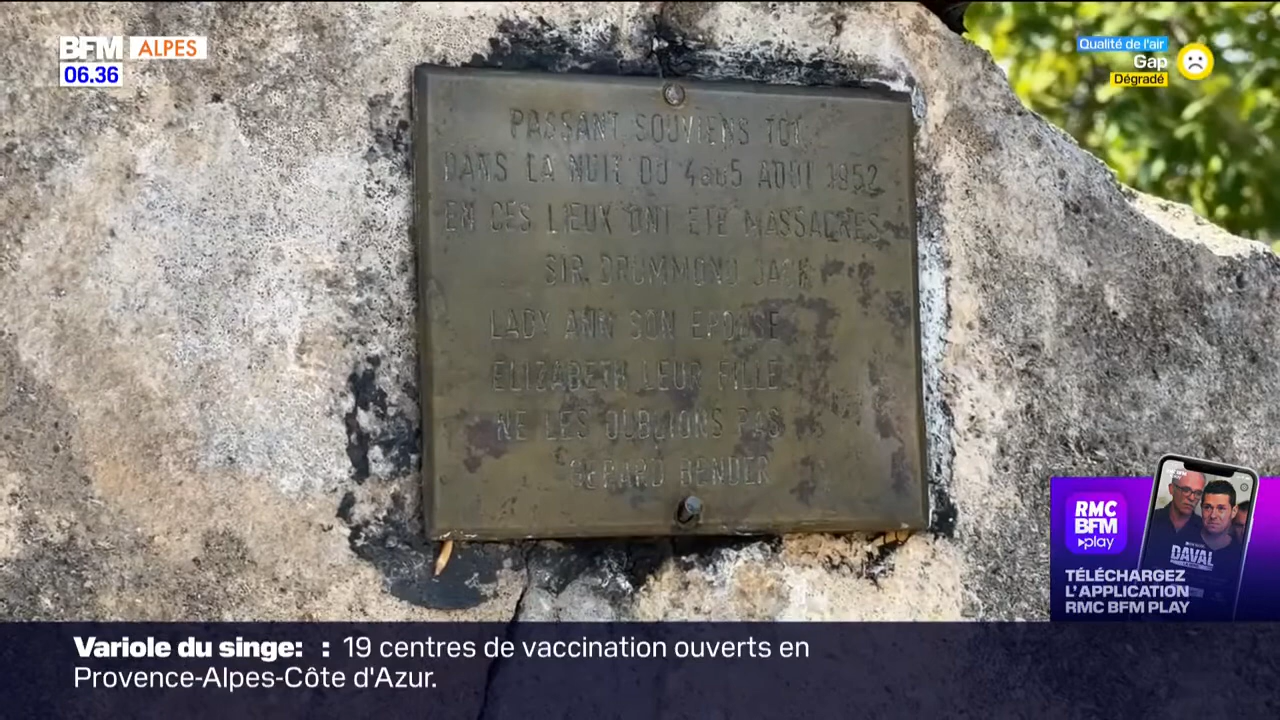 BFM ALPES
06.36
Qualité de l'air
Gap
Dégradé
PASSANT SOUVIENS TOI
DANS LA NUIT DU 4au5 AOUT 1952
EN CES LIEUX ONT ETE MASSACRES
SIR. DRUMMOND JACK
LADY ANN SON EPOUSE
ELIZABETH LEUR FILLE
NE LES OUBLIONS PAS
GERARD RENDER
RMC
BFM
play
DAVAL
TÉLÉCHARGEZ
L'APPLICATION
RMC BFM PLAY
Variole du singe: : 19 centres de vaccination ouverts en
Provence-Alpes-Côte d'Azur.